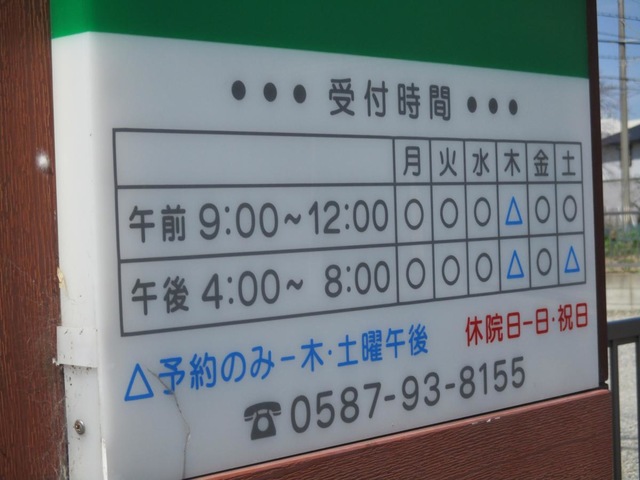 ●●● 受付時間 ●●●
月 火 水 木 金 土
午前 9:00~12:00 ○ ○ ○ △ ○ ○
午後 4:00~ 8:00 ○ ○ ○ △ ○ △
△予約のみー木・土曜午後 休院日ー日・祝日
☎0587-93-8155